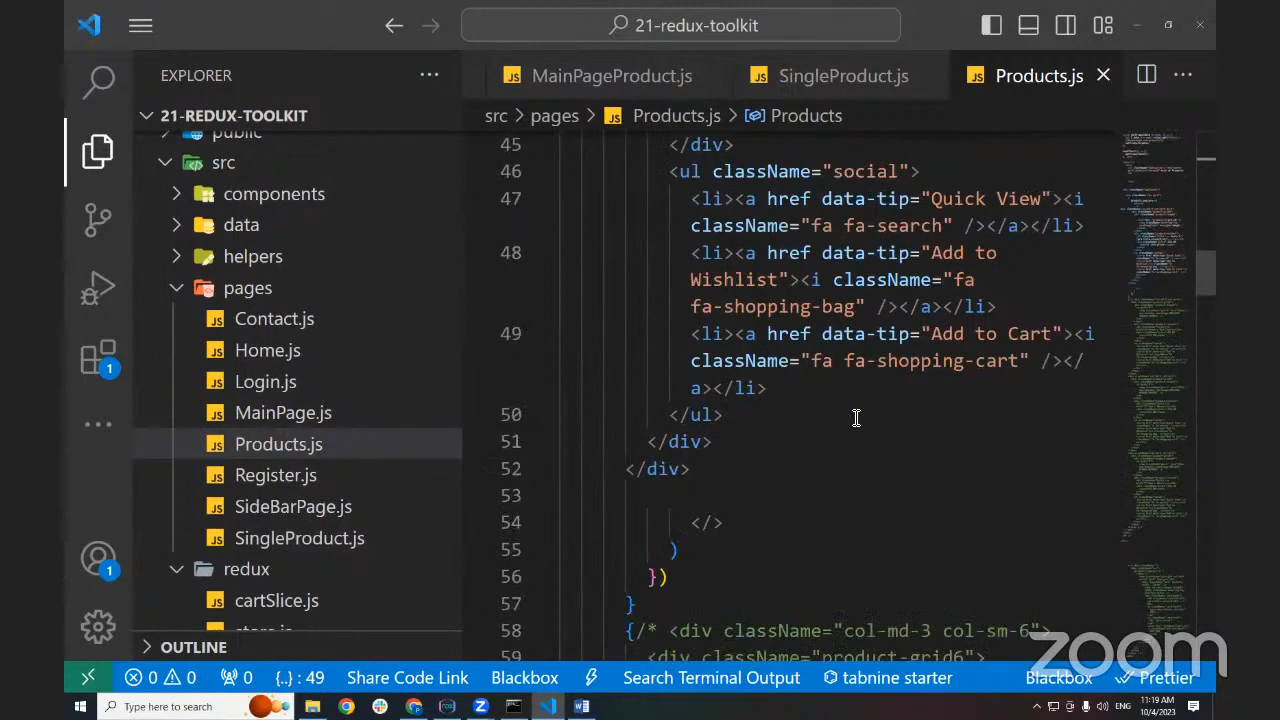 21-redux-toolkit
EXPLORER
MainPageProduct.js
SingleProduct.js
Products.js
21-REDUX-TOOLKIT
src
pages
Products.js
Products
public
src
components
data
helpers
pages
Contact.js
Home.js
Login.js
MainPage.js
Products.js
Register.js
SideBarPage.js
SingleProduct.js
redux
cartSlice.js
OUTLINE
45 </div>
46 <ul className="social">
47 <li><a href data-tip="Quick View"><i
className="fa fa-search" /></a></li>
48 <li><a href data-tip="Add to
Wishlist"><i className="fa
fa-shopping-bag" /></a></li>
49 <li><a href data-tip="Add to Cart"><i
className="fa fa-shopping-cart" /></
a></li>
50 </ul>
51 </div>
52 </div>
53
54 </>
55 )
56 })
57 }
58 {/* <div className="col-md-3 col-sm-6">
59 <div className="product-grid6">
zoom
0 0 0 {..} : 49 Share Code Link Blackbox Search Terminal Output tabnine starter Blackbox Prettier
Type here to search
ENG
11:19 AM
10/4/2023
1
1